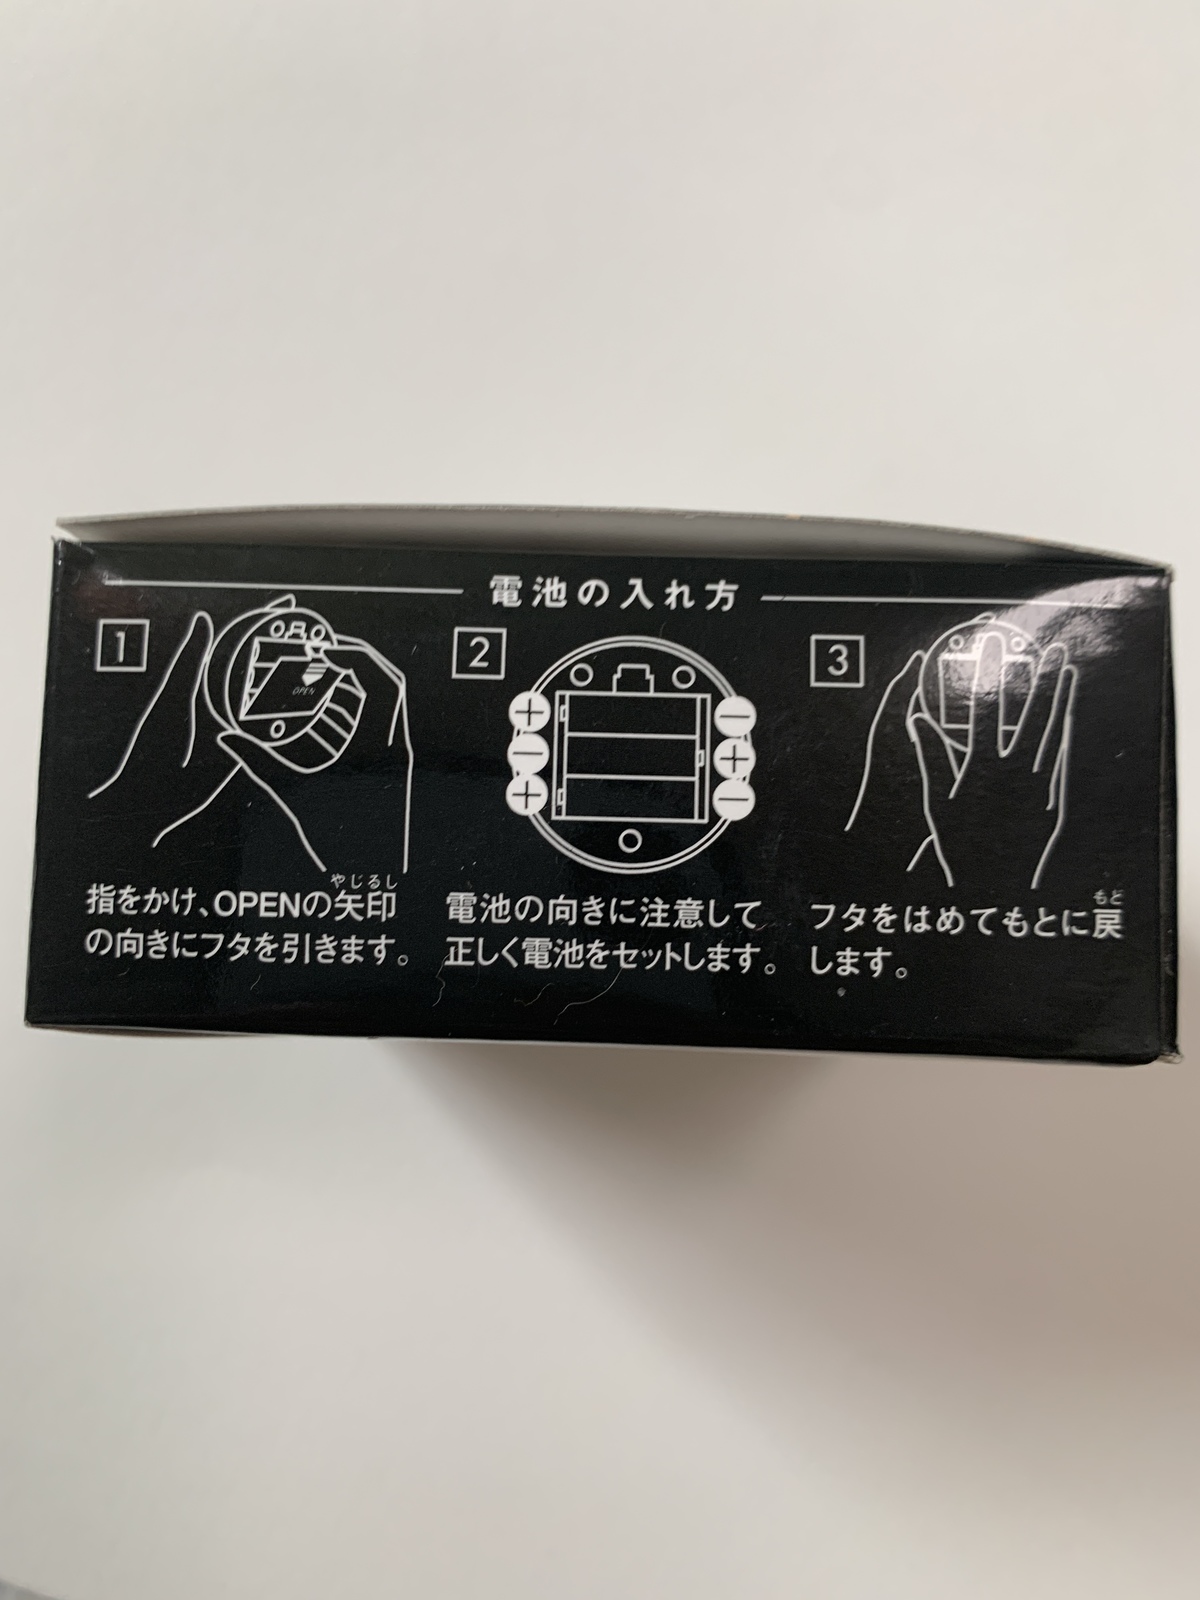 電池の入れ方
1
OPEN
やじるし
指をかけ、OPENの矢印
の向きにフタを引きます。
2
+ −
− +
+ −
電池の向きに注意して
正しく電池をセットします。
3
もど
フタをはめてもとに戻
します。